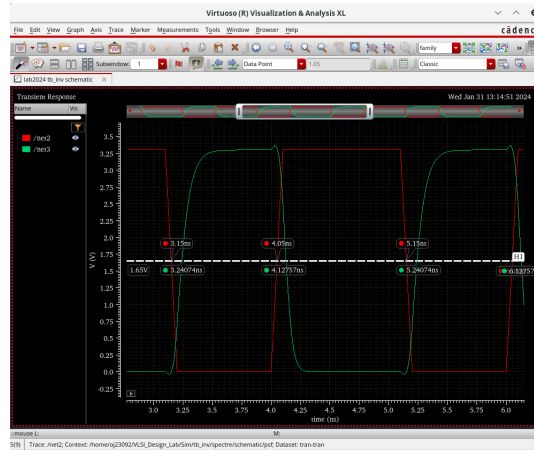 Virtuoso (R) Visualization & Analysis XL
File Edit View Graph Axis Trace Marker Measurements Tools Window Browser Help cādence
family
Subwindow: 1 Data Point 1.65 Classic
lab2024 tb_inv schematic
Transient Response Wed Jan 31 13:14:51 2024
Name Vis
/net2
/net3
3.5
3.25
3.0
2.75
2.5
2.25
2.0
1.75
1.5
1.25
1.0
0.75
0.5
0.25
0.0
-0.25
V (V)
3.15ns 4.05ns 5.15ns
H1
1.65V 3.24074ns 4.12757ns 5.24074ns
3.0 3.25 3.5 3.75 4.0 4.25 4.5 4.75 5.0 5.25 5.5 5.75 6.0
time (ns)
mouse L: M:
5(9) Trace: /net2; Context: /home/oj23092/VLSI_Design_Lab/Sim/tb_inv/spectre/schematic/psf; Dataset: tran-tran